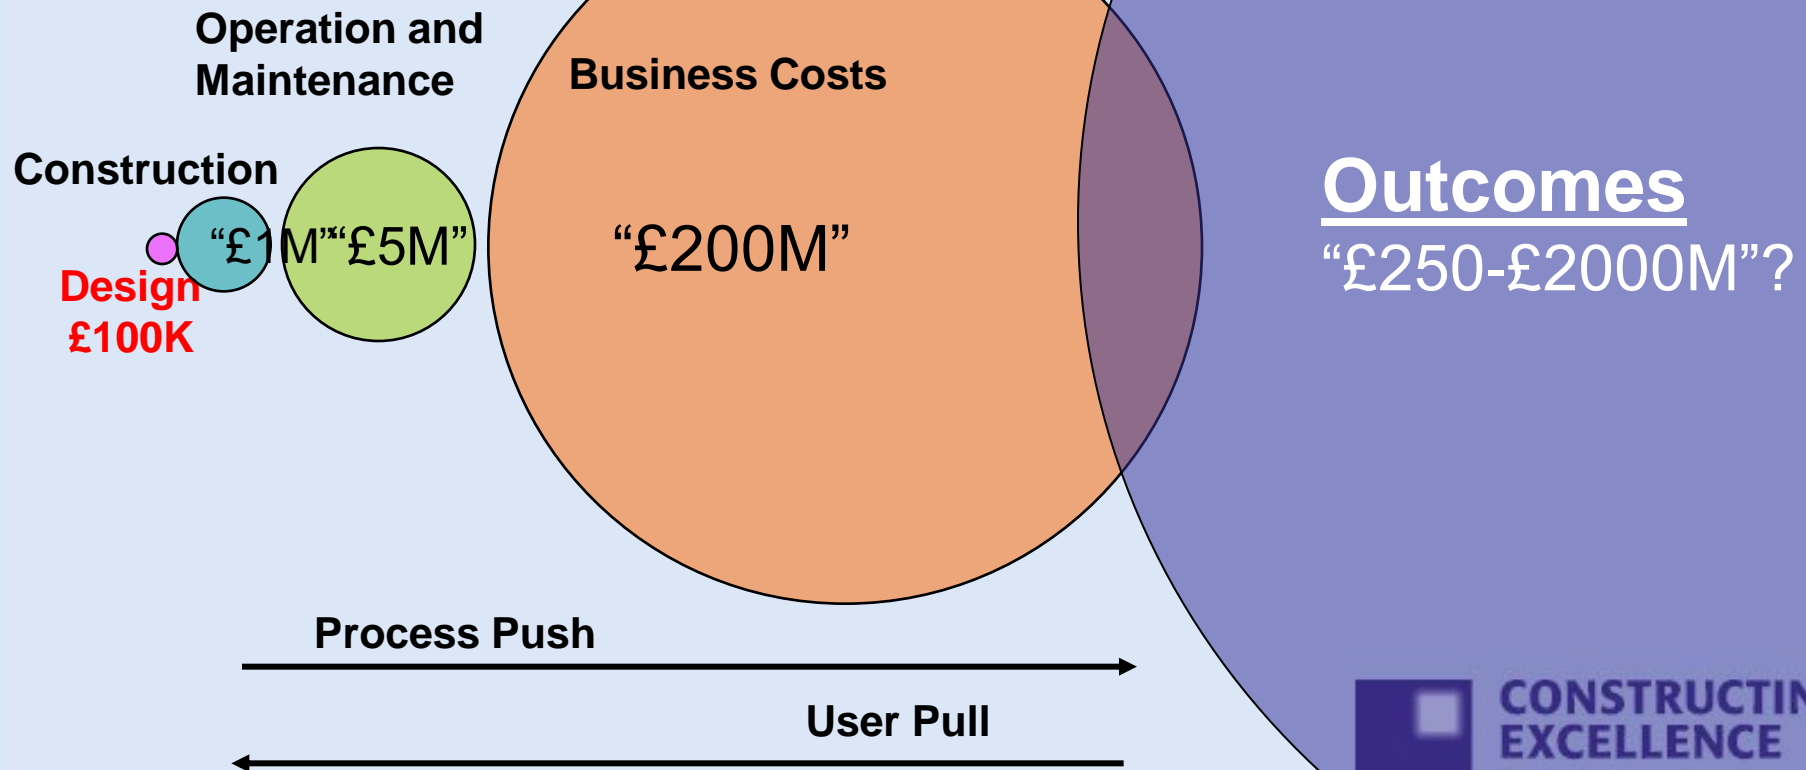 Operation and
Maintenance
Business Costs
Construction
“£1M”
“£5M”
“£200M”
Design
£100K
Outcomes
“£250-£2000M”?
Process Push
User Pull
EXCELLENCE